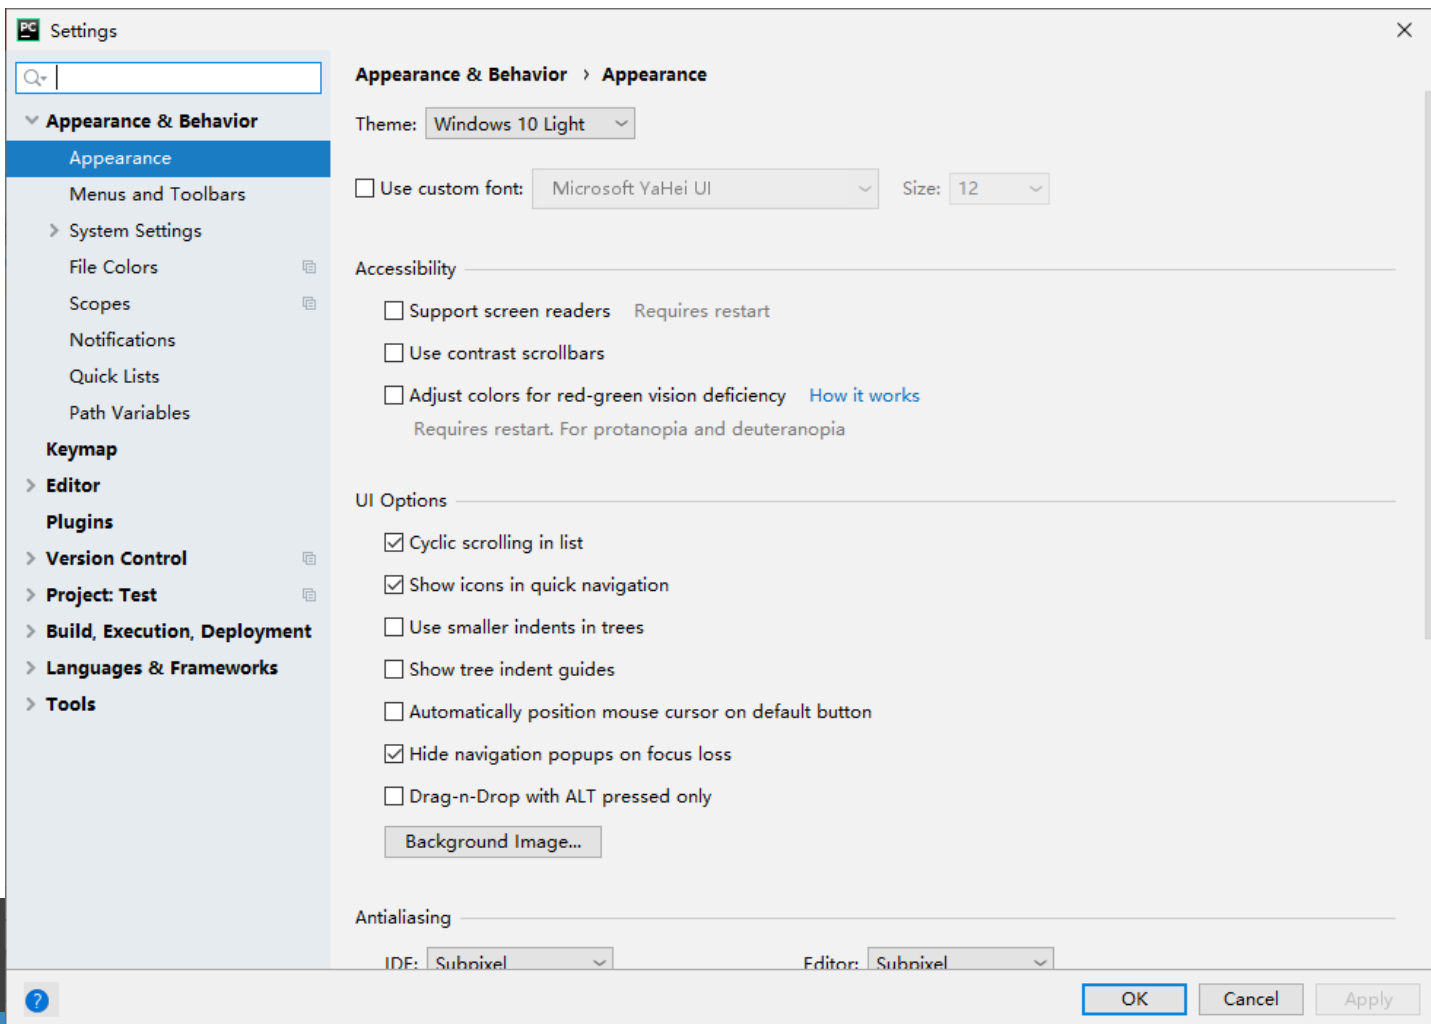 PC Settings
Appearance & Behavior
Appearance
Menus and Toolbars
System Settings
File Colors
Scopes
Notifications
Quick Lists
Path Variables
Keymap
Editor
Plugins
Version Control
Project: Test
Build, Execution, Deployment
Languages & Frameworks
Tools
Appearance & Behavior › Appearance
Theme: Windows 10 Light
Use custom font: Microsoft YaHei UI Size: 12
Accessibility
Support screen readers Requires restart
Use contrast scrollbars
Adjust colors for red-green vision deficiency How it works
Requires restart. For protanopia and deuteranopia
UI Options
Cyclic scrolling in list
Show icons in quick navigation
Use smaller indents in trees
Show tree indent guides
Automatically position mouse cursor on default button
Hide navigation popups on focus loss
Drag-n-Drop with ALT pressed only
Background Image...
Antialiasing
IDE: Subpixel Editor: Subpixel
? OK Cancel Apply